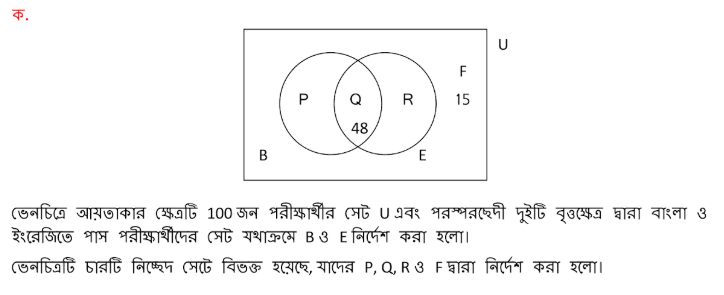 ক.
U
F
P Q R 15
48
B E
ভেনচিত্রে আয়তাকার ক্ষেত্রটি 100 জন পরীক্ষার্থীর সেট U এবং পরস্পরছেদী দুইটি বৃত্তক্ষেত্র দ্বারা বাংলা ও
ইংরেজিতে পাস পরীক্ষার্থীদের সেট যথাক্রমে B ও E নির্দেশ করা হলো।
ভেনচিত্রটি চারটি নিচ্ছেদ সেটে বিভক্ত হয়েছে, যাদের P, Q, R ও F দ্বারা নির্দেশ করা হলো।